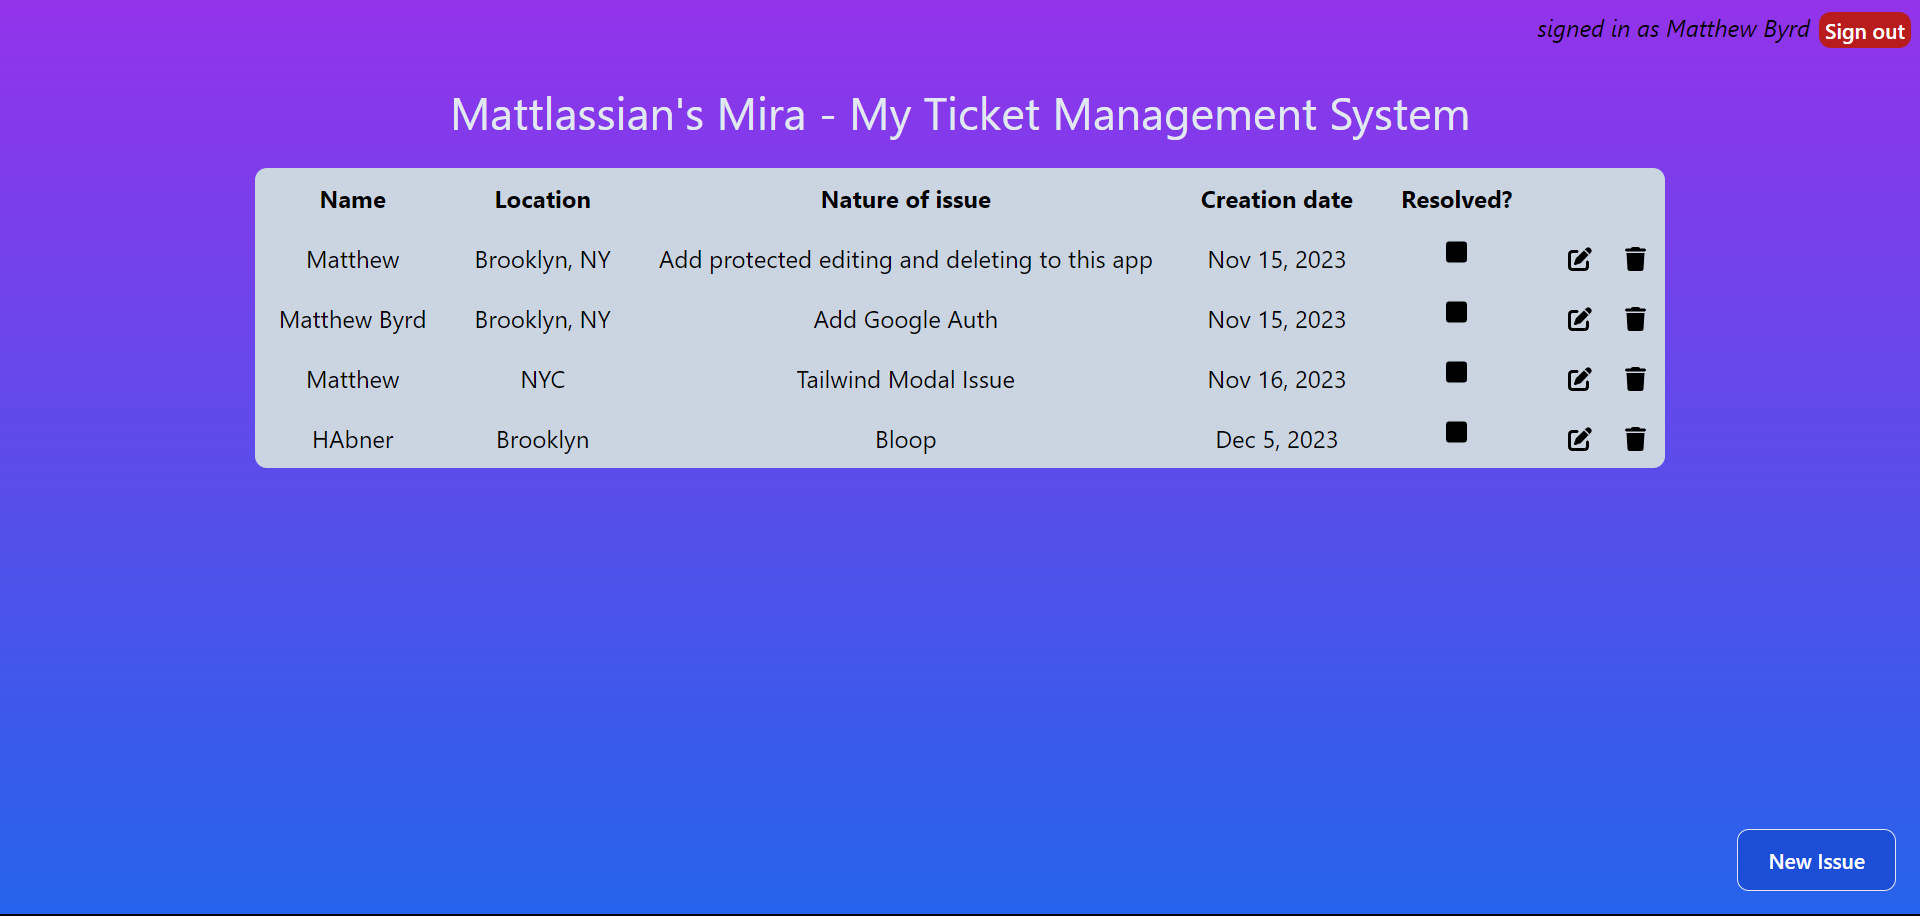 signed in as Matthew Byrd Sign out
Mattlassian's Mira - My Ticket Management System
Name Location Nature of issue Creation date Resolved?
Matthew Brooklyn, NY Add protected editing and deleting to this app Nov 15, 2023
Matthew Byrd Brooklyn, NY Add Google Auth Nov 15, 2023
Matthew NYC Tailwind Modal Issue Nov 16, 2023
HAbner Brooklyn Bloop Dec 5, 2023
New Issue